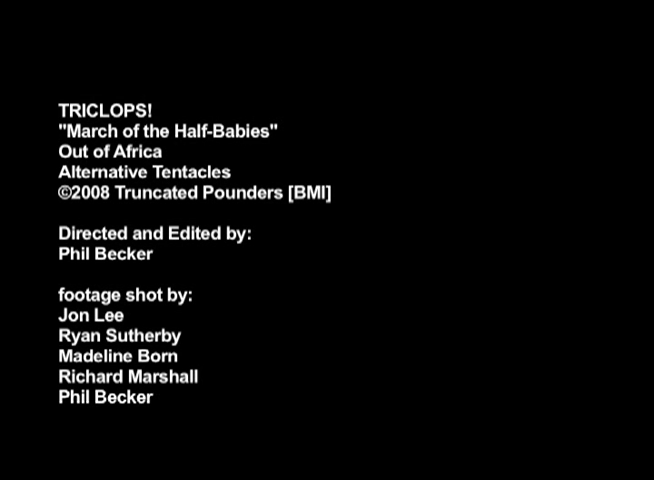 TRICLOPS!
"March of the Half-Babies"
Out of Africa
Alternative Tentacles
©2008 Truncated Pounders [BMI]
Directed and Edited by:
Phil Becker
footage shot by:
Jon Lee
Ryan Sutherby
Madeline Born
Richard Marshall
Phil Becker